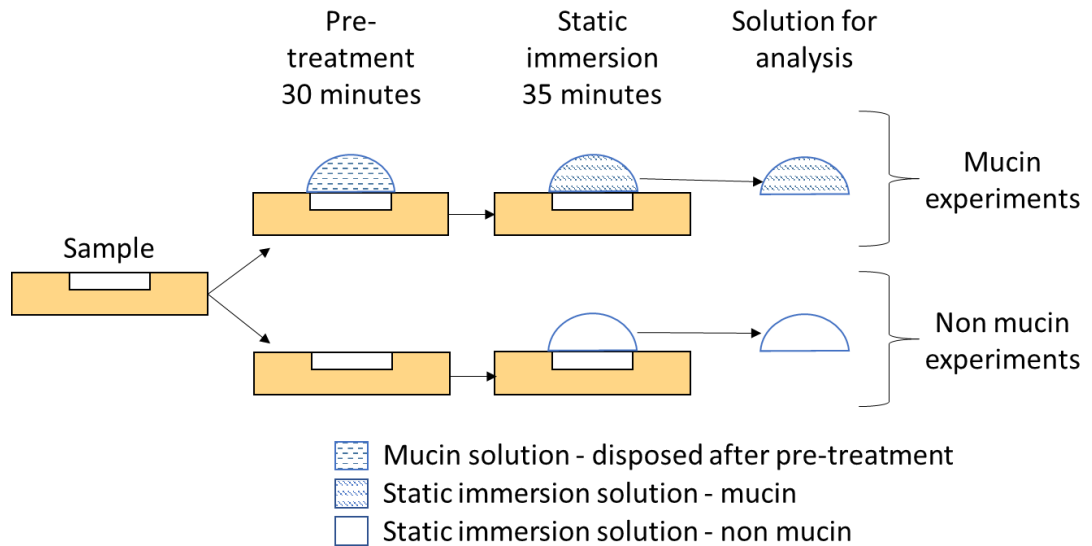 Pre-
treatment
30 minutes
Static
immersion
35 minutes
Solution for
analysis
Mucin
experiments
Sample
Non mucin
experiments
Mucin solution - disposed after pre-treatment
Static immersion solution - mucin
Static immersion solution - non mucin